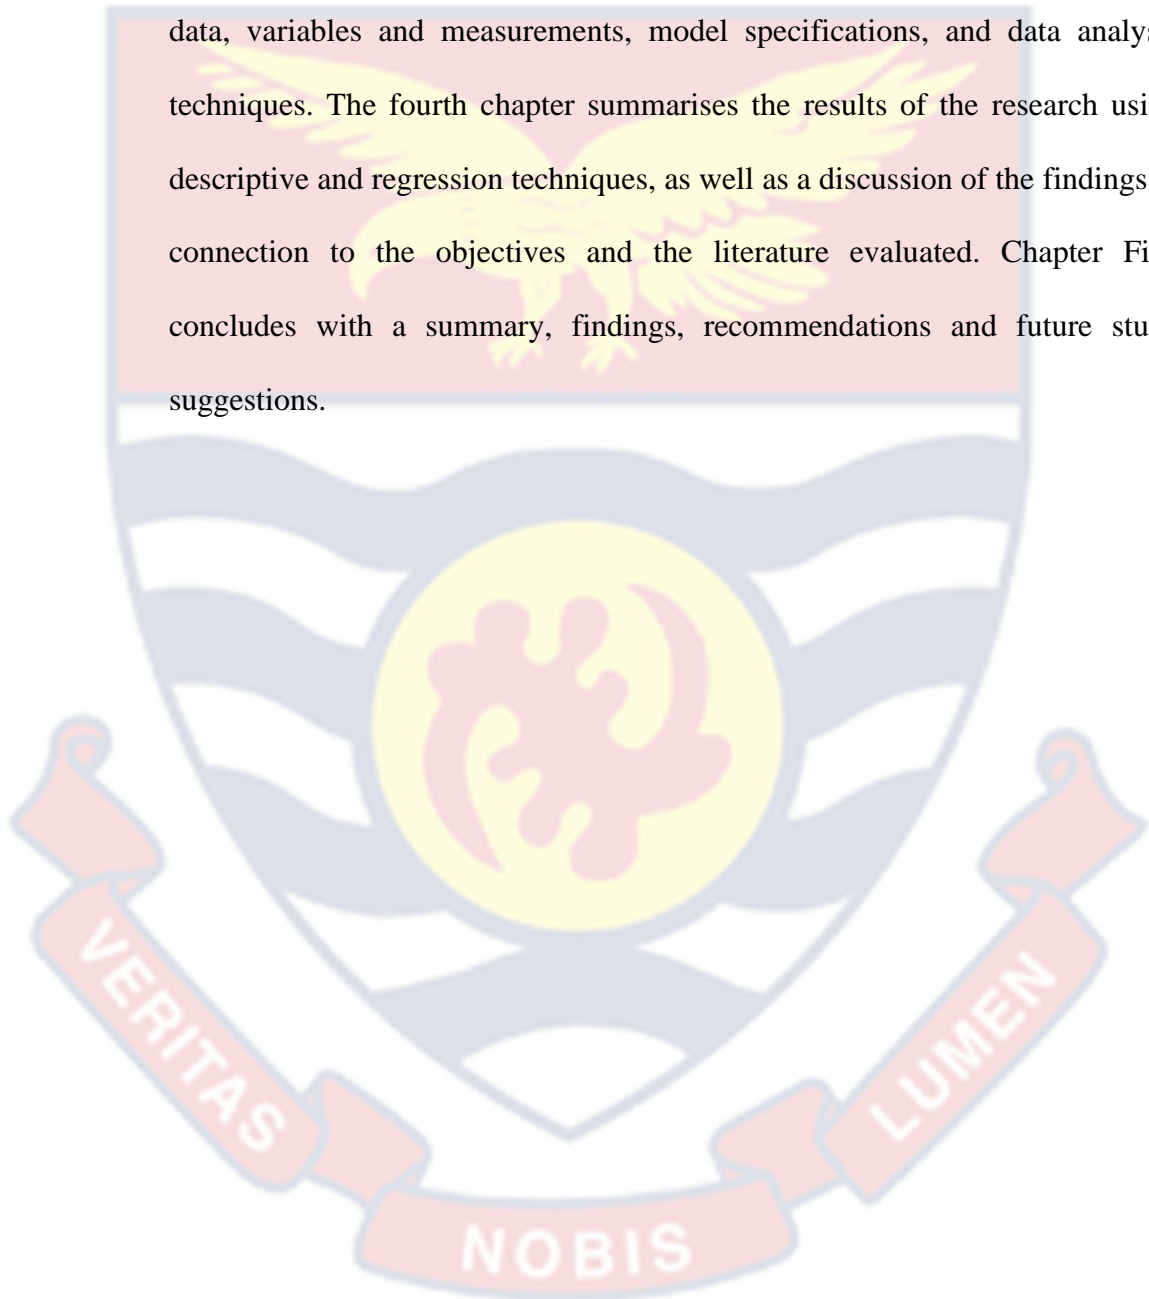 data, variables and measurements, model specifications, and data analys
techniques. The fourth chapter summarises the results of the research usi
descriptive and regression techniques, as well as a discussion of the findings
connection to the objectives and the literature evaluated. Chapter Fi
concludes with a summary, findings, recommendations and future stu
suggestions.
VERITAS
NOBIS
LUMEN